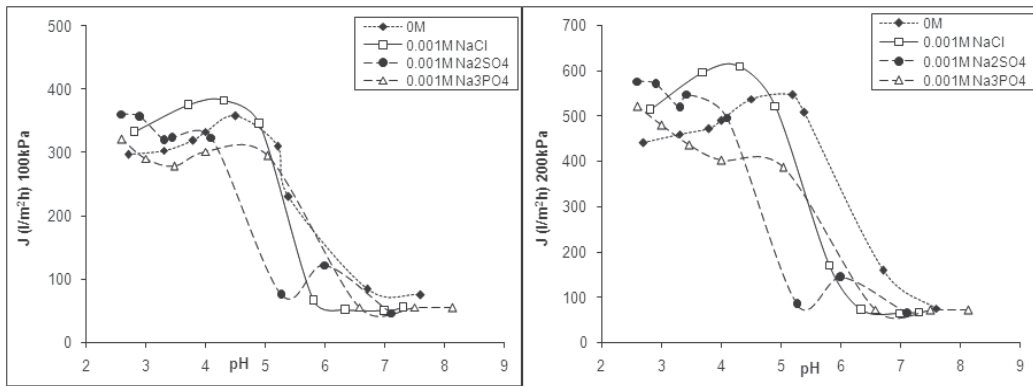 500
400
300
200
100
0
J (l/m²h) 100kPa
0M
0.001M NaCl
0.001M Na2SO4
0.001M Na3PO4
2 3 4 5 6 7 8 9
pH
700
600
500
400
300
200
100
0
J (l/m²h) 200kPa
0M
0.001M NaCl
0.001M Na2SO4
0.001M Na3PO4
2 3 4 5 6 7 8 9
pH